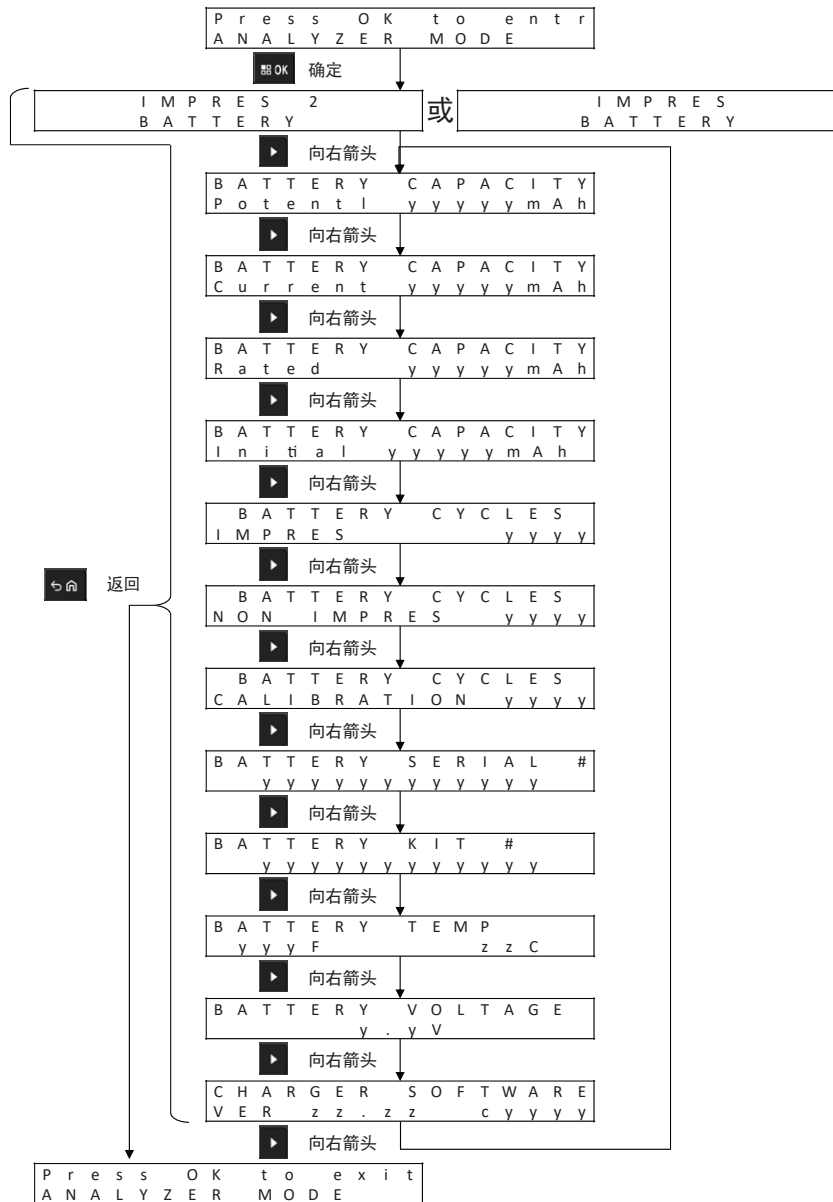 Press OK to entr
ANALYZER MODE
OK 确定
IMPRES 2
BATTERY
或
IMPRES
BATTERY
向右箭头
BATTERY CAPACITY
Potentl yyyyymAh
向右箭头
BATTERY CAPACITY
Current yyyyymAh
向右箭头
BATTERY CAPACITY
Rated yyyyymAh
向右箭头
BATTERY CAPACITY
Initial yyyyymAh
向右箭头
BATTERY CYCLES
IMPRES yyyy
返回
向右箭头
BATTERY CYCLES
NON IMPRES yyyy
向右箭头
BATTERY CYCLES
CALIBRATION yyyy
向右箭头
BATTERY SERIAL #
yyyyyyyyyyyy
向右箭头
BATTERY KIT #
yyyyyyyyyyyy
向右箭头
BATTERY TEMP
yyyF zzC
向右箭头
BATTERY VOLTAGE
y.yV
向右箭头
CHARGER SOFTWARE
VER zz.zz cyyyy
向右箭头
Press OK to exit
ANALYZER MODE